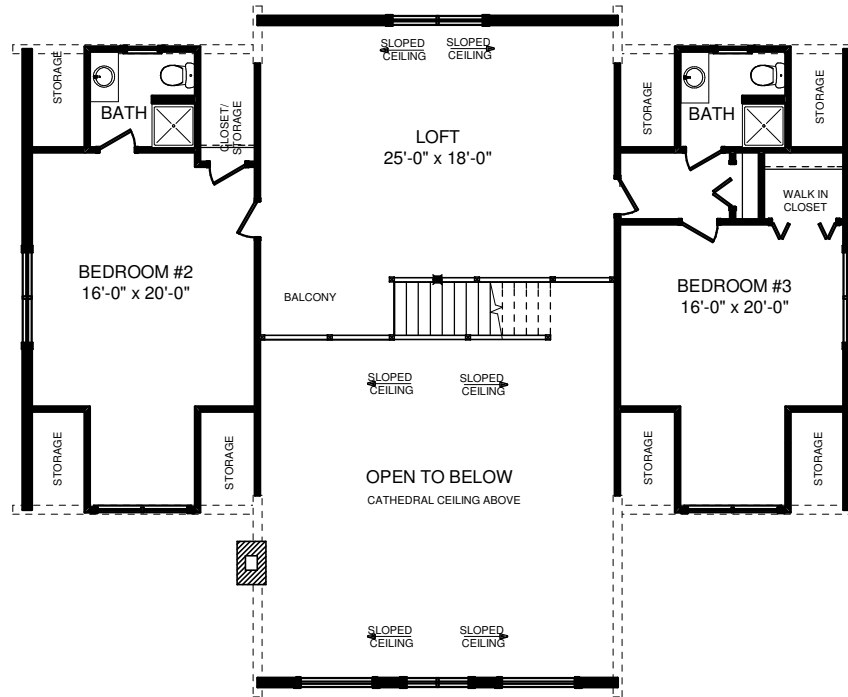 SLOPED
CEILING
SLOPED
CEILING
STORAGE
BATH
CLOSET/
STORAGE
LOFT
25'-0" x 18'-0"
STORAGE
BATH
STORAGE
WALK IN
CLOSET
BEDROOM #2
16'-0" x 20'-0"
BALCONY
BEDROOM #3
16'-0" x 20'-0"
SLOPED
CEILING
SLOPED
CEILING
STORAGE
STORAGE
OPEN TO BELOW
CATHEDRAL CEILING ABOVE
STORAGE
STORAGE
SLOPED
CEILING
SLOPED
CEILING